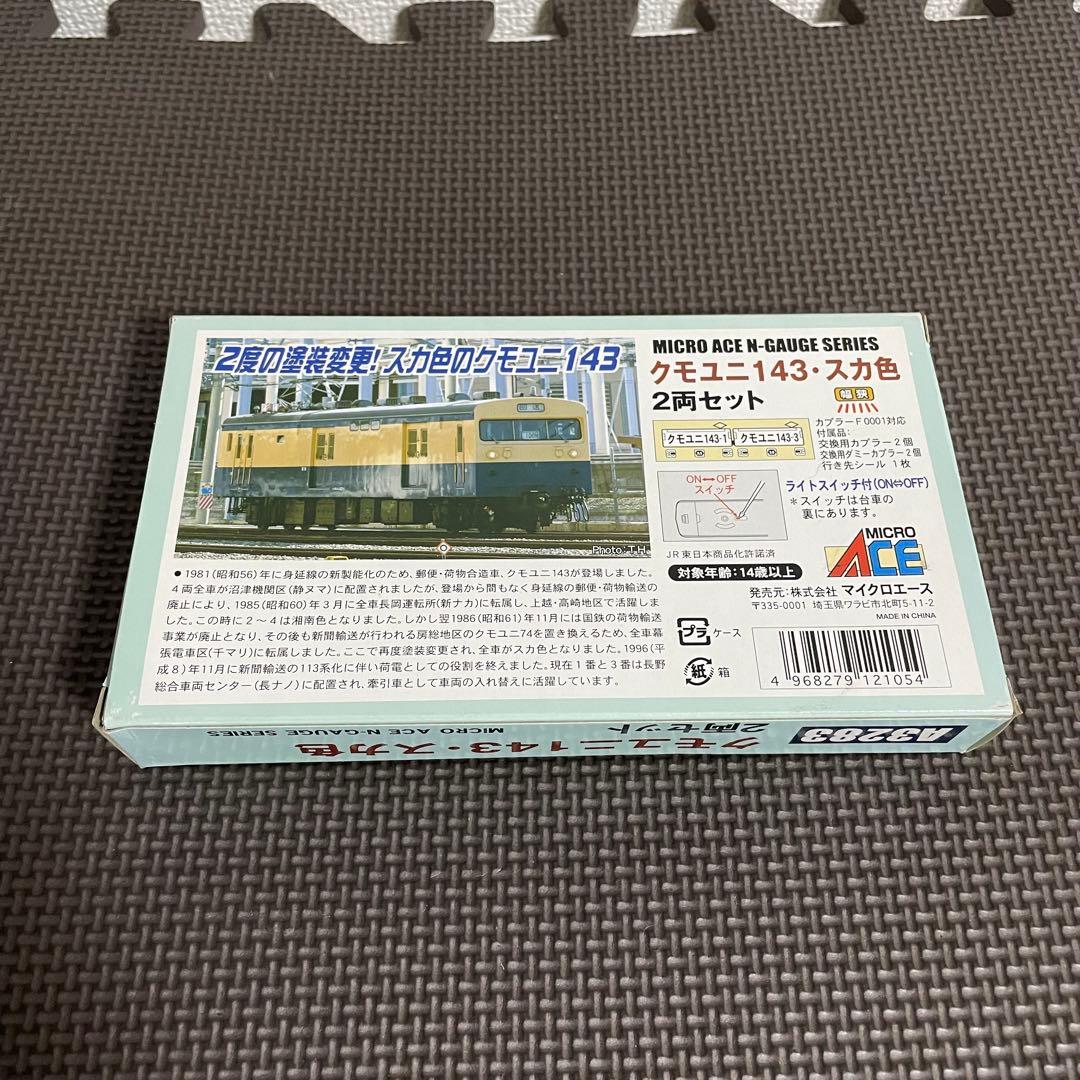 2度の塗装変更!スカ色のクモユニ143
Photo:T.H
●1981(昭和56)年に身延線の新製能化のため、郵便・荷物合造車、クモユニ143が登場しました。
4両全車が沼津機関区(静ヌマ)に配置されましたが、登場から間もなく身延線の郵便・荷物輸送の
廃止により、1985(昭和60)年3月に全車長岡運転所(新ナカ)に転属し、上越・高崎地区で活躍しま
した。この時に2～4は湘南色となりました。しかし翌1986(昭和61)年11月には国鉄の荷物輸送
事業が廃止となり、その後も新聞輸送が行われる房総地区のクモユニ74を置き換えるため、全車幕
張電車区(千マリ)に転属しました。ここで再度塗装変更され、全車がスカ色となりました。1996(平
成8)年11月に新聞輸送の113系化に伴い荷電としての役割を終えました。現在1番と3番は長野
総合車両センター(長ナノ)に配置され、牽引車として車両の入れ替えに活躍しています。
MICRO ACE N-GAUGE SERIES
クモユニ143・スカ色
2両セット
幅狭
クモユニ143-1
クモユニ143-3
カプラーF0001対応
付属品:
交換用カプラー2個
交換用ダミーカプラー2個
行き先シール 1枚
ON↔OFF
スイッチ
ライトスイッチ付(ON⇔OFF)
*スイッチは台車の
裏にあります。
JR東日本商品化許諾済
対象年齢:14歳以上
MICRO
ACE
発売元:株式会社 マイクロエース
〒335-0001 埼玉県ワラビ市北町5-11-2
MADE IN CHINA
プラ
ケース
紙
箱
4 968279 121054
A3283
クモユニ143・スカ色
2両セット
MICRO ACE N-GAUGE SERIES